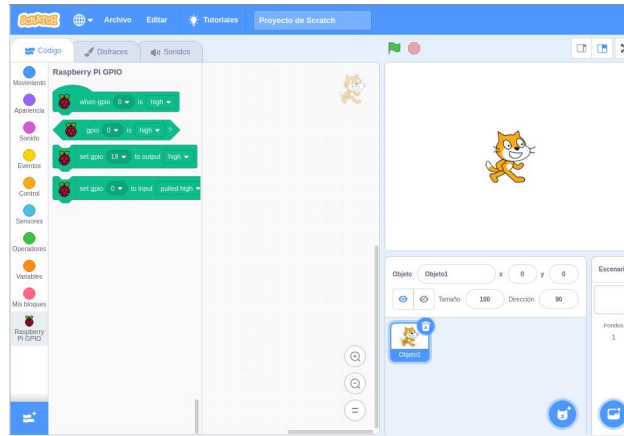 SCRATCH Archivo Editar Tutoriales Proyecto de Scratch
Código Disfraces Sonidos
Movimiento
Apariencia
Sonido
Eventos
Control
Sensores
Operadores
Variables
Mis bloques
Raspberry
Pi GPIO
Raspberry Pi GPIO
when gpio 0 is high
gpio 0 is high ?
set gpio 19 to output high
set gpio 0 to input pulled high
Objeto Objeto1 x 0 y 0
Tamaño 100 Dirección 90
Objeto1
Escenari
Fondos
1